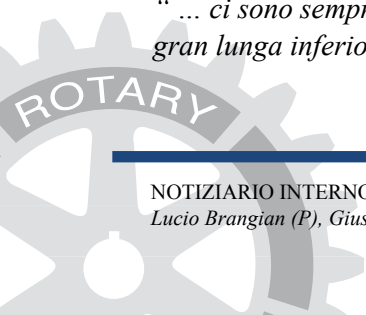 “ ... ci sono sempr
gran lunga inferio
ROTARY
NOTIZIARIO INTERNO
Lucio Brangian (P), Gius